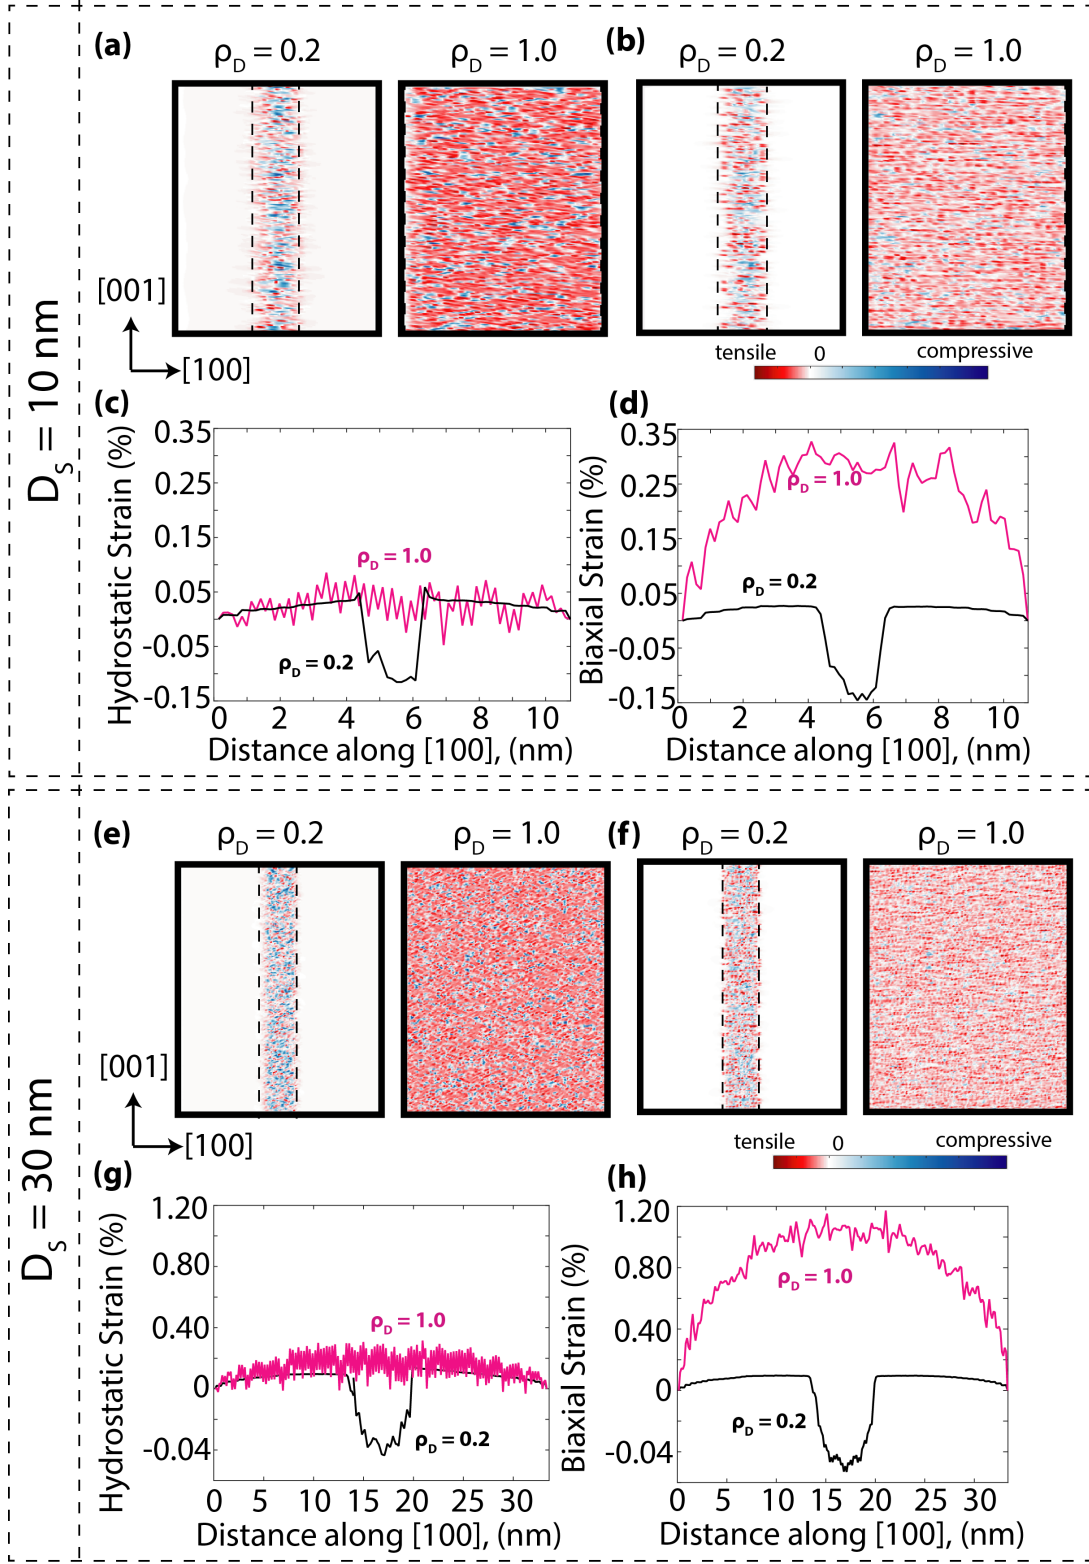 D_S = 10 nm
(a)
ρ_D = 0.2
ρ_D = 1.0
(b)
ρ_D = 0.2
ρ_D = 1.0
[001]
[100]
tensile 0 compressive
(c)
0.35
0.25
0.15
0.05
-0.05
-0.15
Hydrostatic Strain (%)
ρ_D = 1.0
ρ_D = 0.2
0 2 4 6 8 10
Distance along [100], (nm)
(d)
0.35
0.25
0.15
0.05
-0.05
-0.15
Biaxial Strain (%)
ρ_D = 1.0
ρ_D = 0.2
0 2 4 6 8 10
Distance along [100], (nm)
D_S = 30 nm
(e)
ρ_D = 0.2
ρ_D = 1.0
(f)
ρ_D = 0.2
ρ_D = 1.0
[001]
[100]
tensile 0 compressive
(g)
1.20
0.80
0.40
0
-0.04
Hydrostatic Strain (%)
ρ_D = 1.0
ρ_D = 0.2
0 5 10 15 20 25 30
Distance along [100], (nm)
(h)
1.20
0.80
0.40
0
-0.04
Biaxial Strain (%)
ρ_D = 1.0
ρ_D = 0.2
0 5 10 15 20 25 30
Distance along [100], (nm)